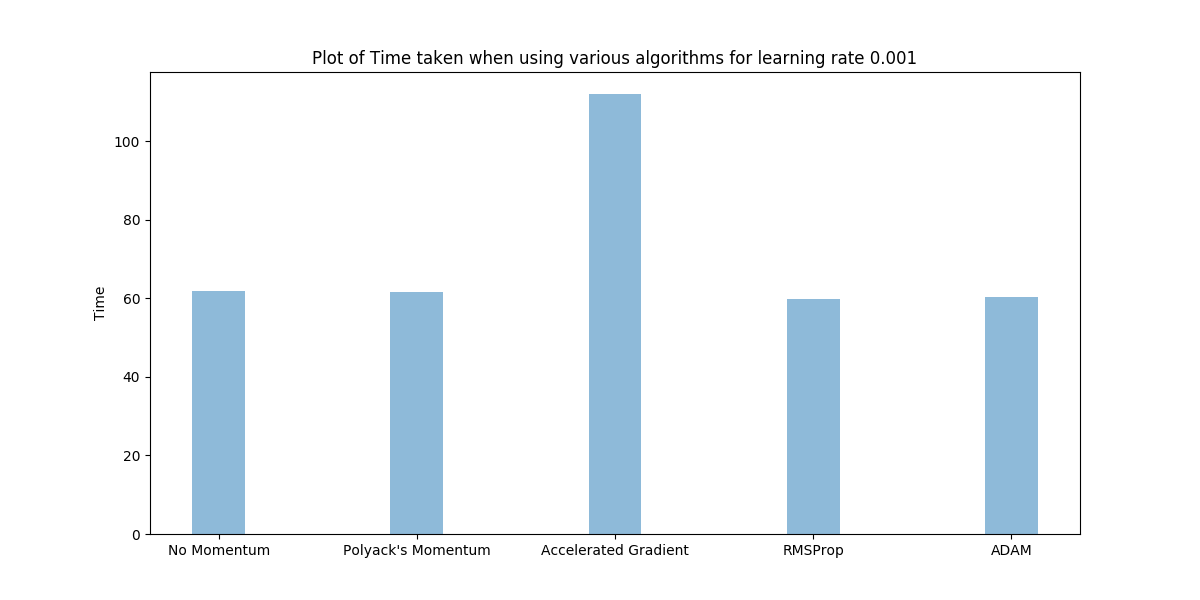 Plot of Time taken when using various algorithms for learning rate 0.001
100
80
60
40
20
0
Time
No Momentum
Polyack's Momentum
Accelerated Gradient
RMSProp
ADAM